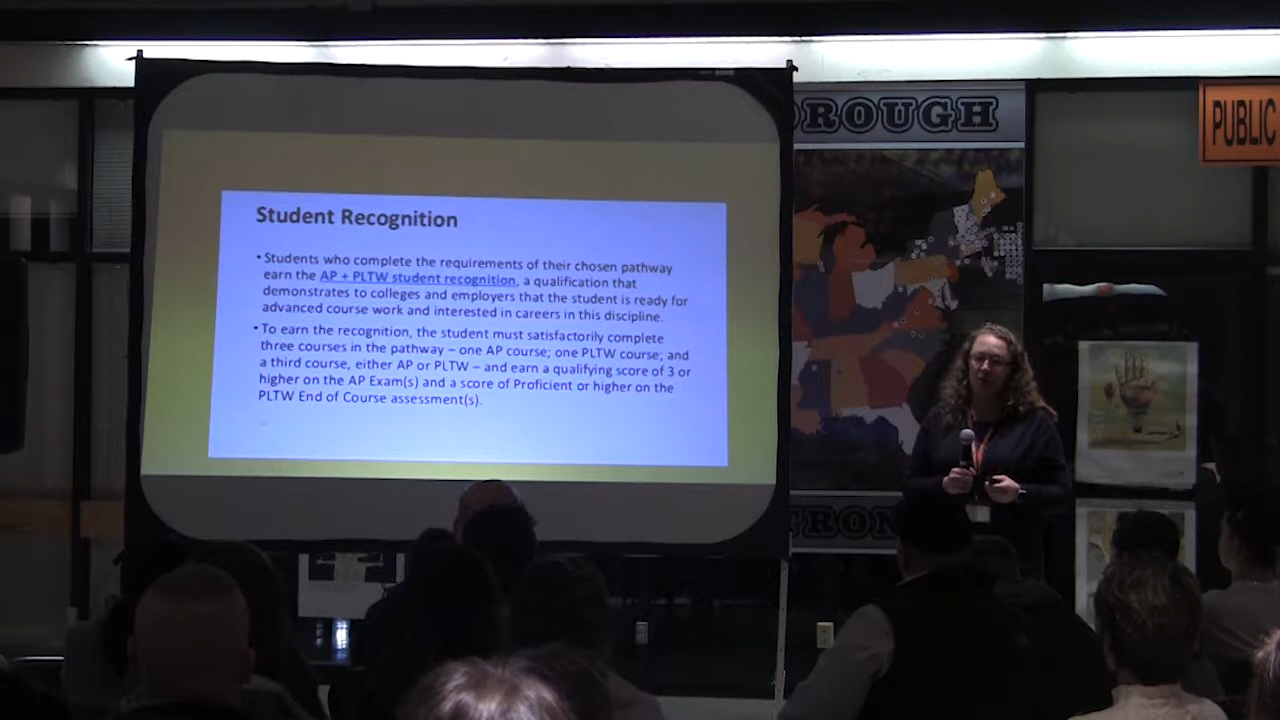 Student Recognition
• Students who complete the requirements of their chosen pathway
earn the AP + PLTW student recognition, a qualification that
demonstrates to colleges and employers that the student is ready for
advanced course work and interested in careers in this discipline.
• To earn the recognition, the student must satisfactorily complete
three courses in the pathway – one AP course; one PLTW course; and
a third course, either AP or PLTW – and earn a qualifying score of 3 or
higher on the AP Exam(s) and a score of Proficient or higher on the
PLTW End of Course assessment(s).
OROUGH
PUBLIC
TRON